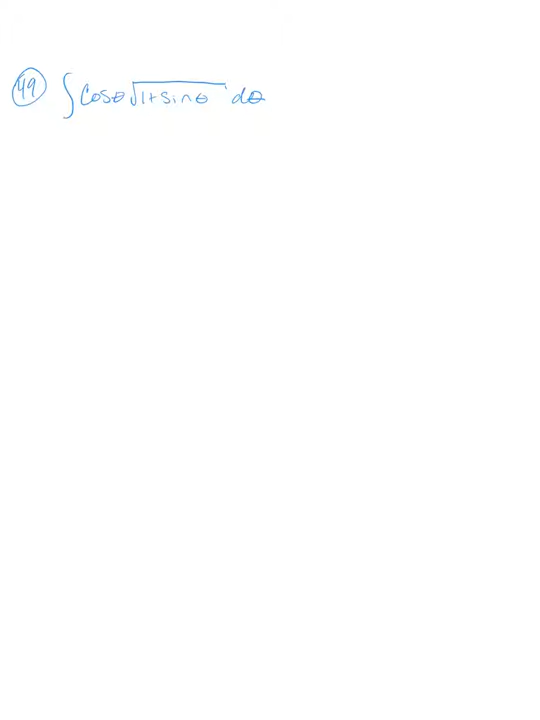 (49) ∫ cosθ √(1+sinθ) dθ